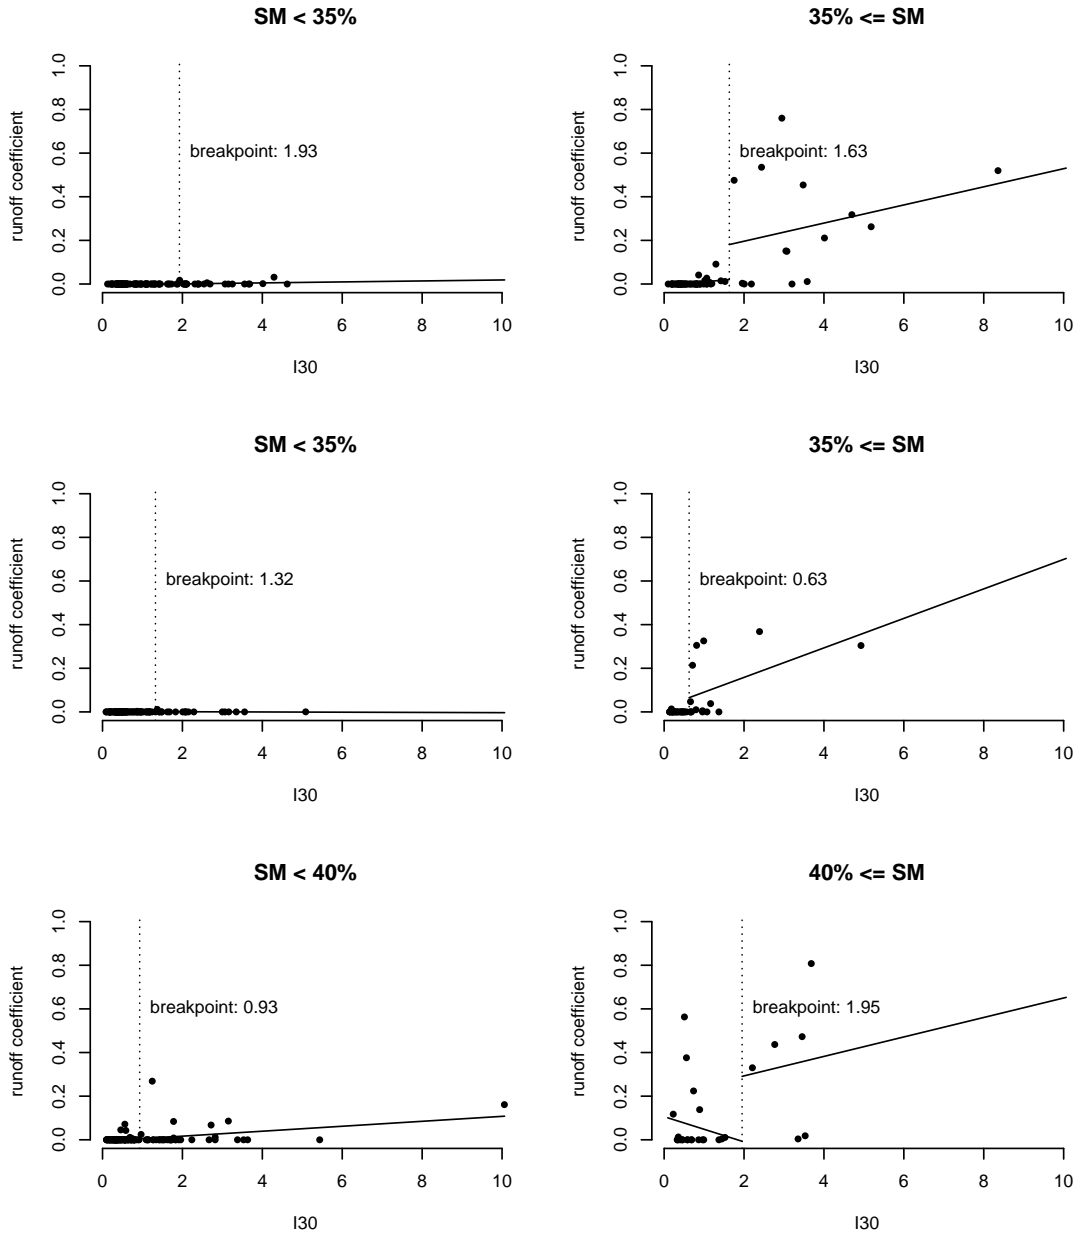 SM < 35%
runoff coefficient
0.0 0.2 0.4 0.6 0.8 1.0
breakpoint: 1.93
0 2 4 6 8 10
I30
35% <= SM
runoff coefficient
0.0 0.2 0.4 0.6 0.8 1.0
breakpoint: 1.63
0 2 4 6 8 10
I30
SM < 35%
runoff coefficient
0.0 0.2 0.4 0.6 0.8 1.0
breakpoint: 1.32
0 2 4 6 8 10
I30
35% <= SM
runoff coefficient
0.0 0.2 0.4 0.6 0.8 1.0
breakpoint: 0.63
0 2 4 6 8 10
I30
SM < 40%
runoff coefficient
0.0 0.2 0.4 0.6 0.8 1.0
breakpoint: 0.93
0 2 4 6 8 10
I30
40% <= SM
runoff coefficient
0.0 0.2 0.4 0.6 0.8 1.0
breakpoint: 1.95
0 2 4 6 8 10
I30